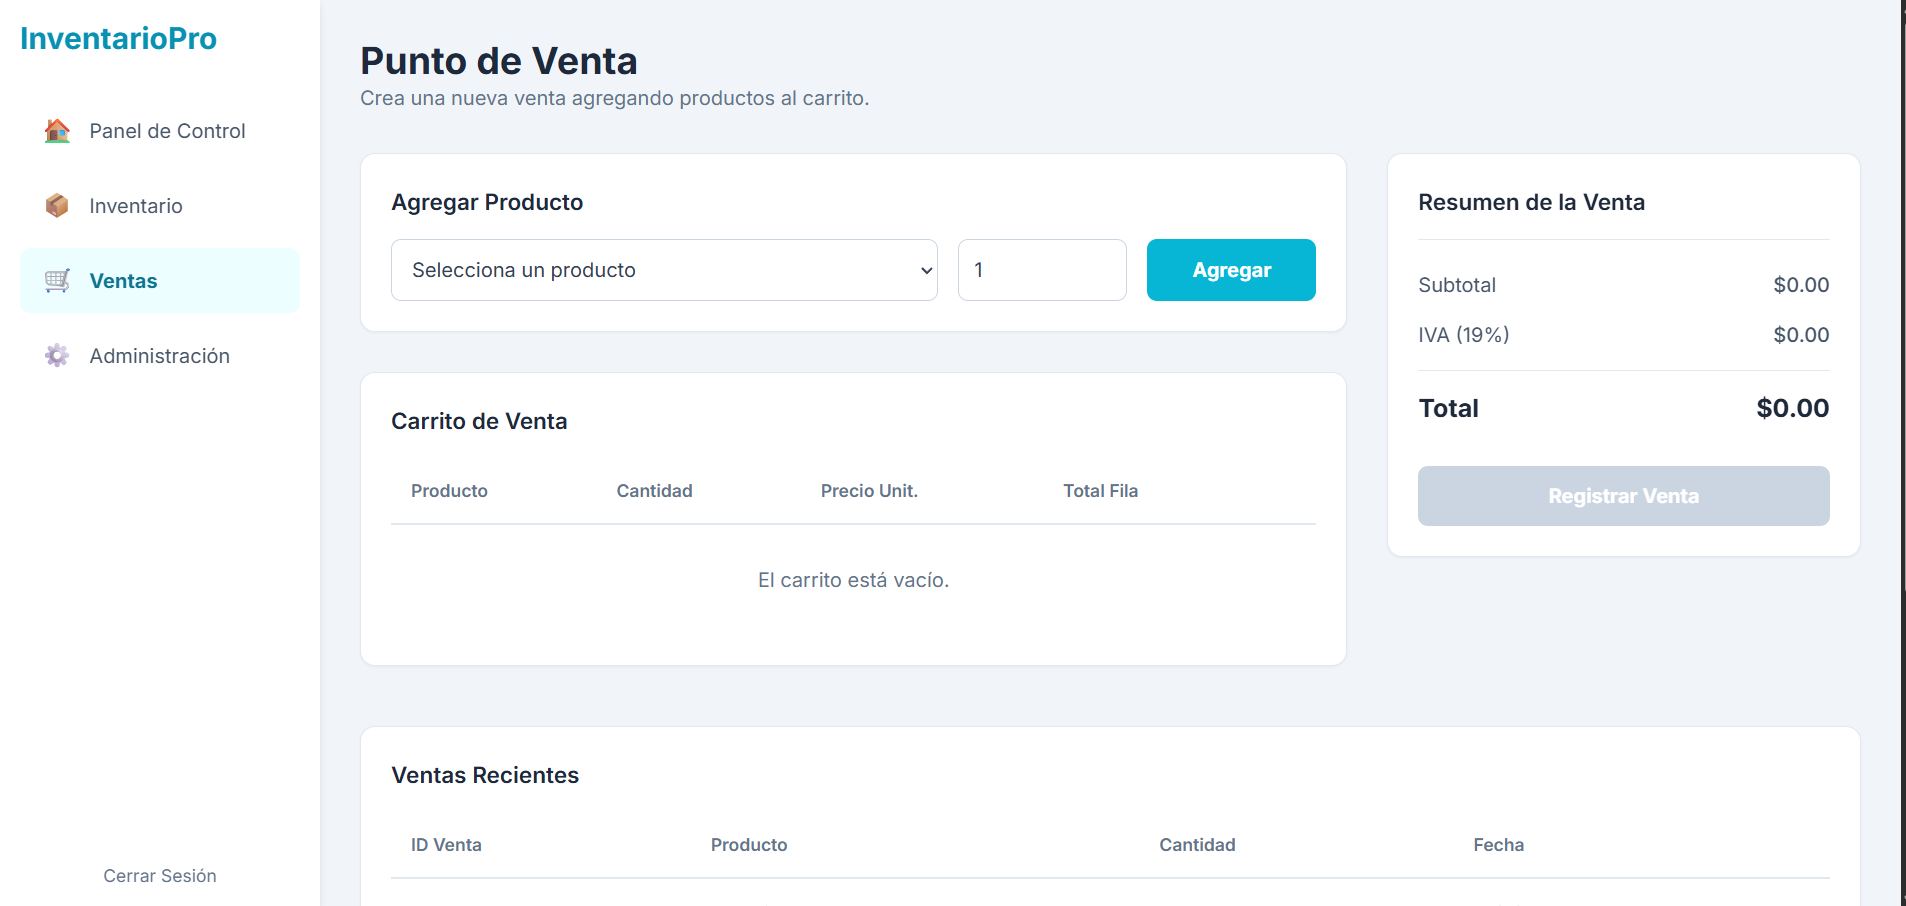 InventarioPro
Panel de Control
Inventario
Ventas
Administración
Cerrar Sesión
Punto de Venta
Crea una nueva venta agregando productos al carrito.
Agregar Producto
Selecciona un producto
1
Agregar
Carrito de Venta
Producto Cantidad Precio Unit. Total Fila
El carrito está vacío.
Resumen de la Venta
Subtotal $0.00
IVA (19%) $0.00
Total $0.00
Registrar Venta
Ventas Recientes
ID Venta Producto Cantidad Fecha